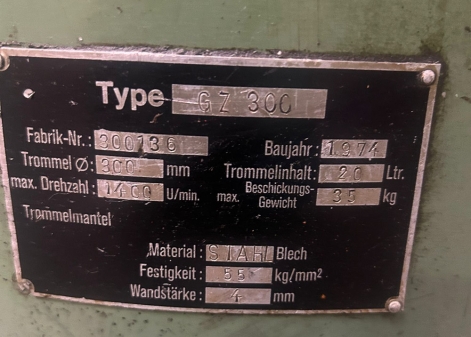 Type GZ 300
Fabrik-Nr.: 300136
Baujahr: 1974
Trommel Ø: 300 mm
Trommelinhalt: 20 Ltr.
max. Drehzahl: 1400 U/min.
max. Beschickungs-Gewicht 35 kg
Trommelmantel
Material: STAHL Blech
Festigkeit: 55 kg/mm²
Wandstärke: 4 mm